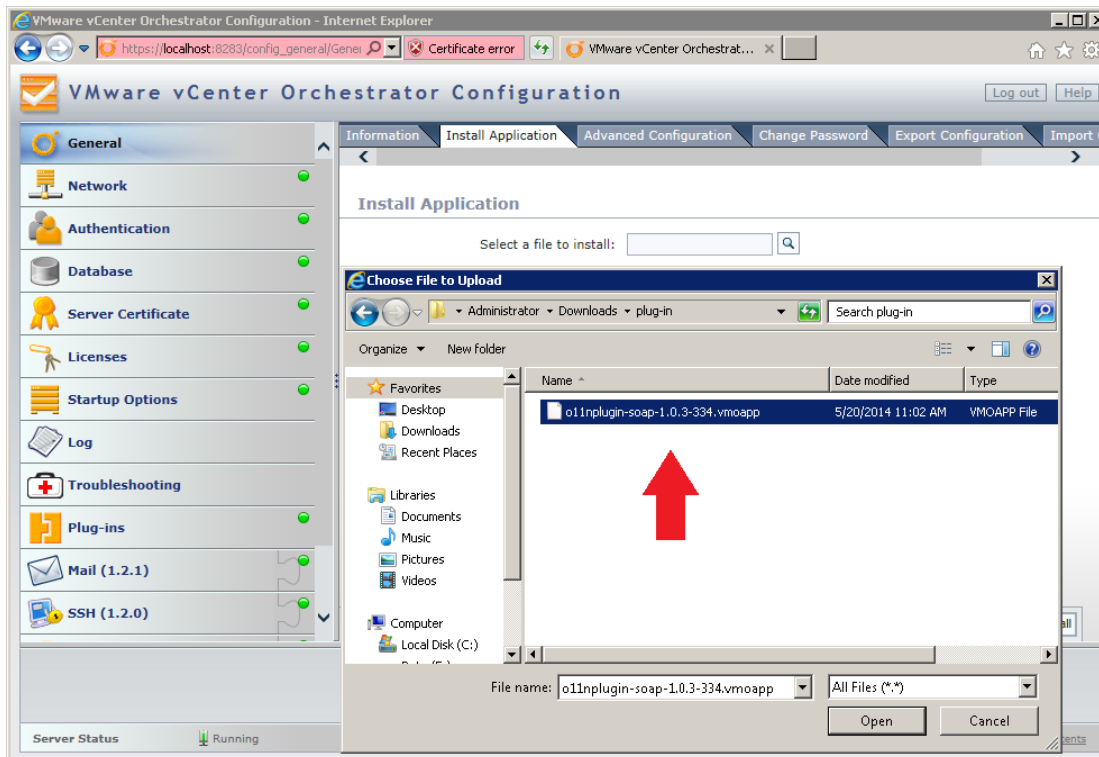 VMware vCenter Orchestrator Configuration - Internet Explorer
https://localhost:8283/config_general/Gener
Certificate error
VMware vCenter Orchestrat...
VMware vCenter Orchestrator Configuration
Log out
Help
General
Network
Authentication
Database
Server Certificate
Licenses
Startup Options
Log
Troubleshooting
Plug-ins
Mail (1.2.1)
SSH (1.2.0)
Information
Install Application
Advanced Configuration
Change Password
Export Configuration
Import
Install Application
Select a file to install:
Choose File to Upload
Administrator
Downloads
plug-in
Search plug-in
Organize
New folder
Favorites
Desktop
Downloads
Recent Places
Libraries
Documents
Music
Pictures
Videos
Computer
Local Disk (C:)
Name
Date modified
Type
o11nplugin-soap-1.0.3-334.vmoapp
5/20/2014 11:02 AM
VMOAPP File
File name:
o11nplugin-soap-1.0.3-334.vmoapp
All Files (*.*)
Open
Cancel
Server Status
Running